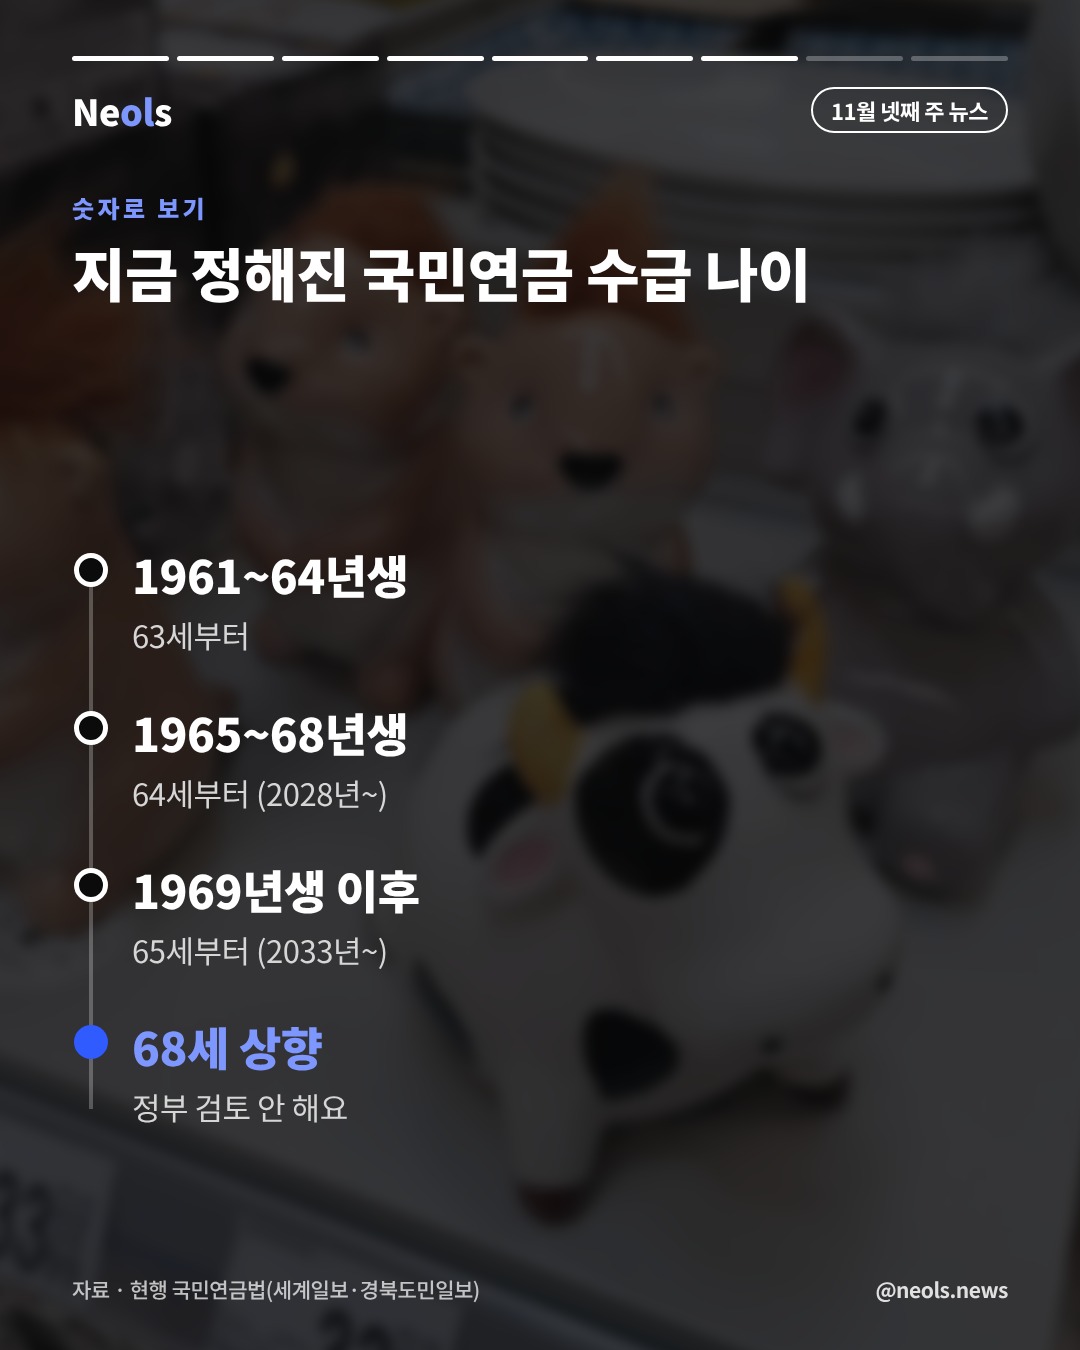 Neols
11월 넷째 주 뉴스
숫자로 보기
지금 정해진 국민연금 수급 나이
1961~64년생
63세부터
1965~68년생
64세부터 (2028년~)
1969년생 이후
65세부터 (2033년~)
68세 상향
정부 검토 안 해요
자료 · 현행 국민연금법(세계일보·경북도민일보)
@neols.news